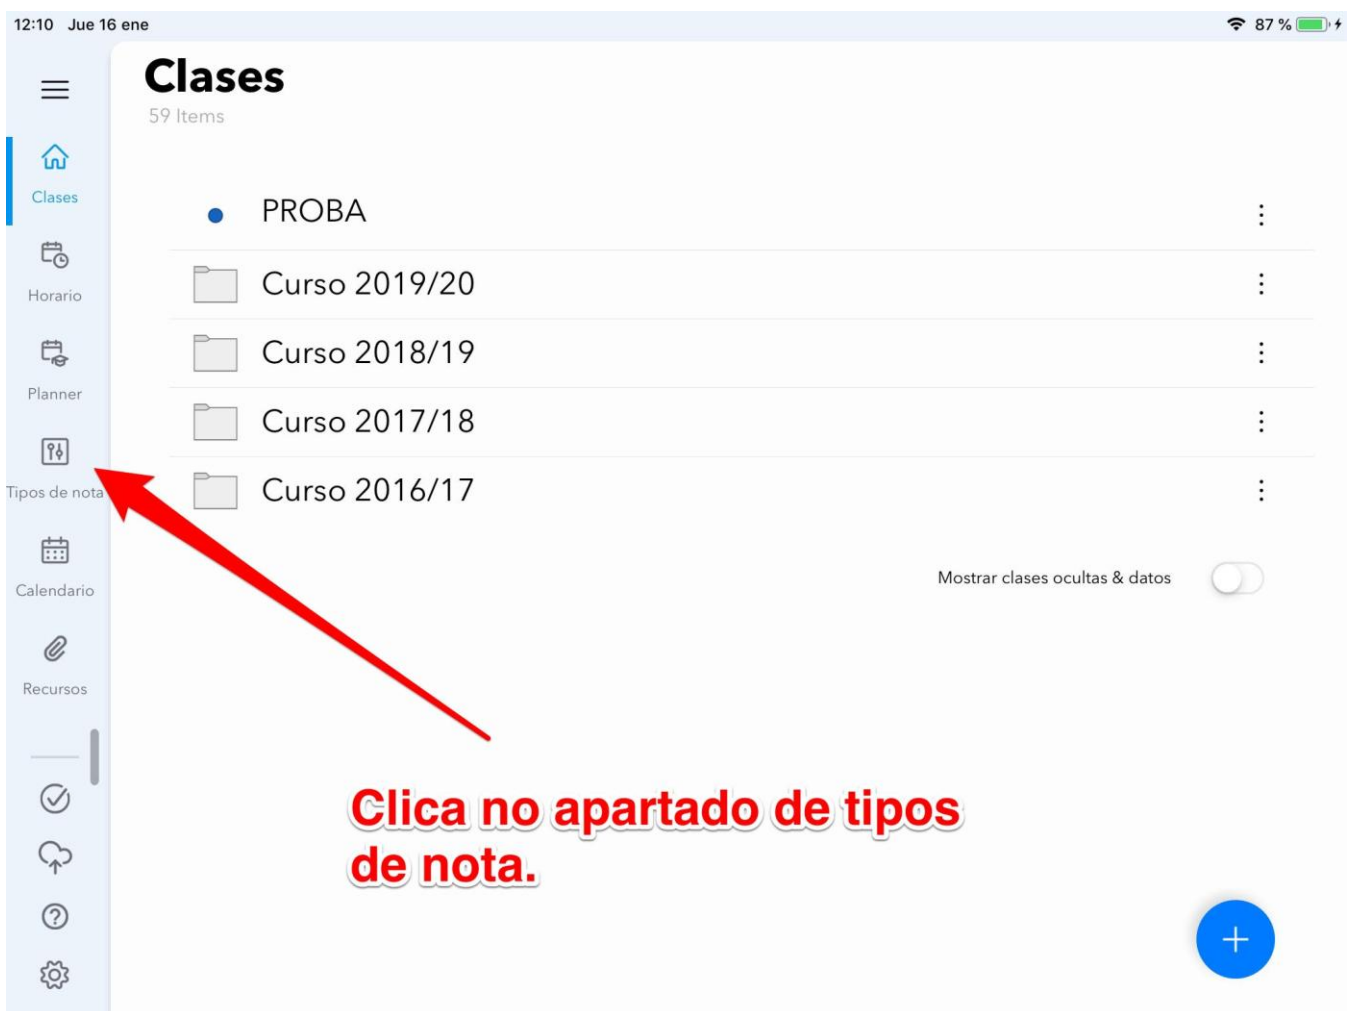 12:10 Jue 16 ene 87 %
Clases
59 Items
Clases
Horario
Planner
Tipos de nota
Calendario
Recursos
PROBA
Curso 2019/20
Curso 2018/19
Curso 2017/18
Curso 2016/17
Mostrar clases ocultas & datos
Clica no apartado de tipos
de nota.